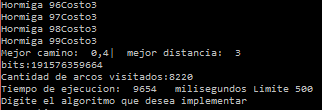 Hormiga 96Costo3
Hormiga 97Costo3
Hormiga 98Costo3
Hormiga 99Costo3
Mejor camino:  0,4|  mejor distancia:  3
bits:191576359664
Cantidad de arcos visitados:8220
Tiempo de ejecucion:  9654   milisegundos Limite 500
Digite el algoritmo que desea implementar